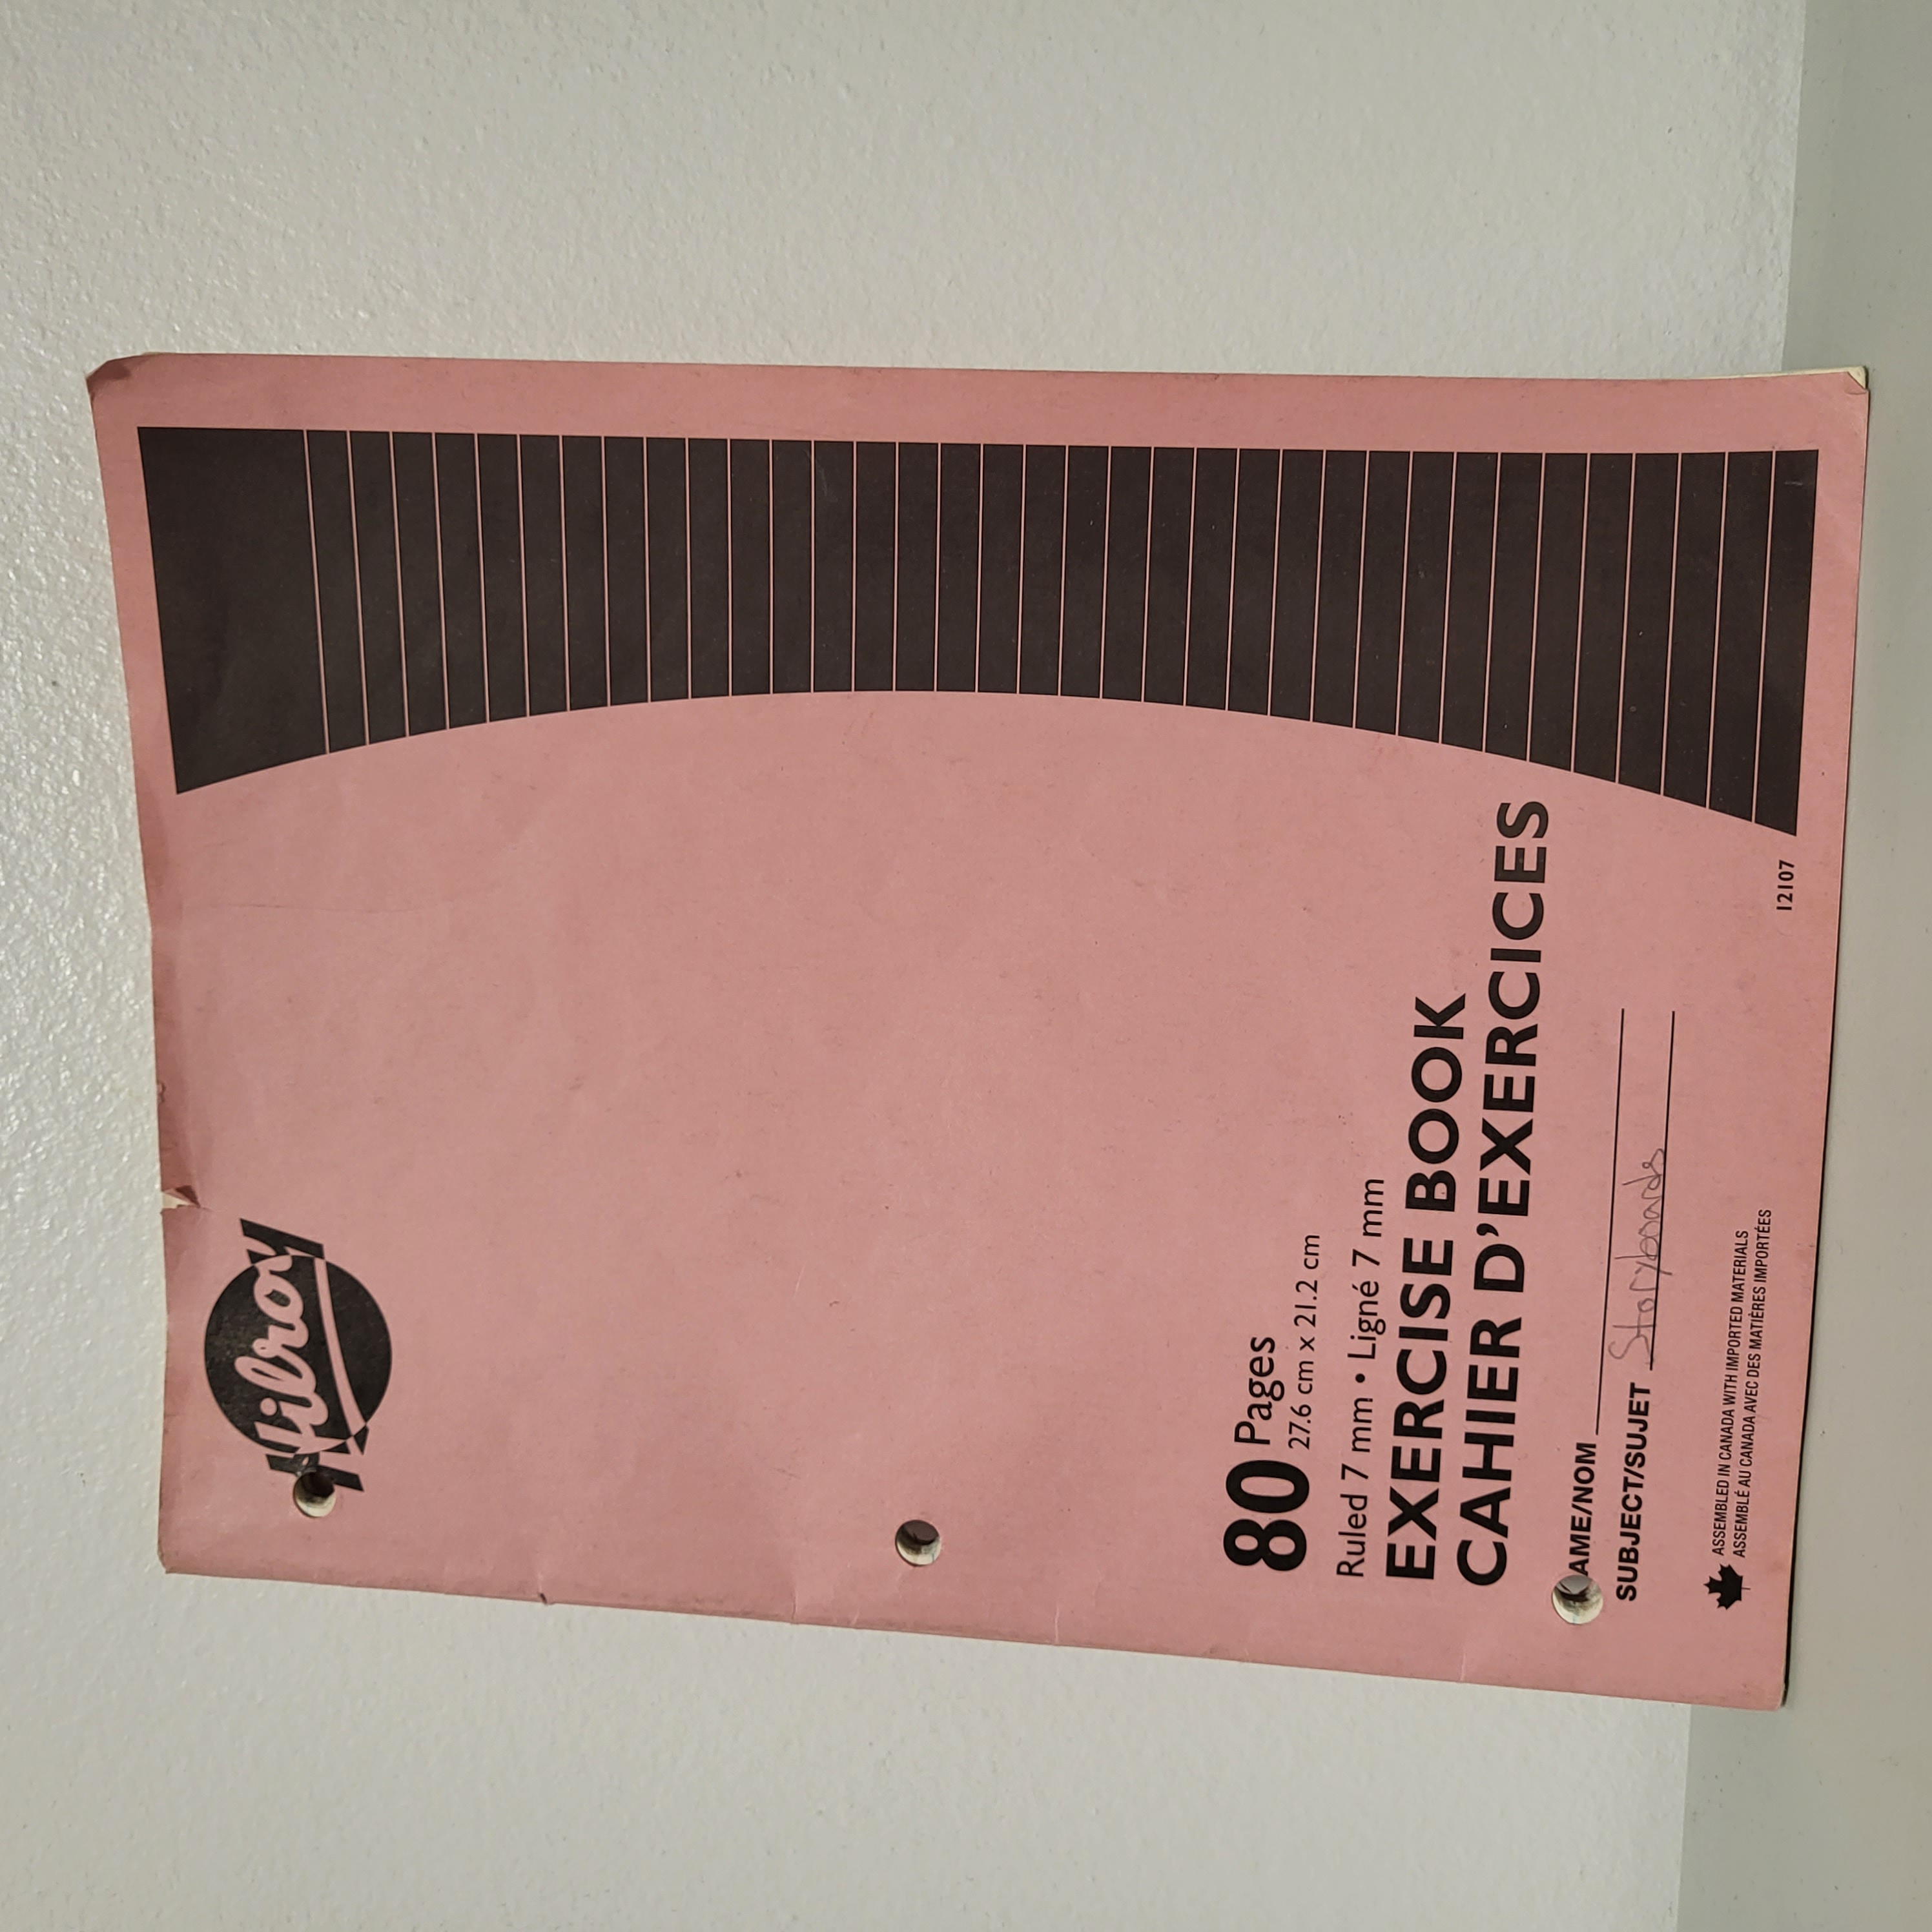 Hilroy
80 Pages
27.6 cm x 21.2 cm
Ruled 7 mm • Ligné 7 mm
EXERCISE BOOK
CAHIER D'EXERCICES
AME/NOM
SUBJECT/SUJET Storyboards
ASSEMBLED IN CANADA WITH IMPORTED MATERIALS
ASSEMBLÉ AU CANADA AVEC DES MATIÈRES IMPORTÉES
12107